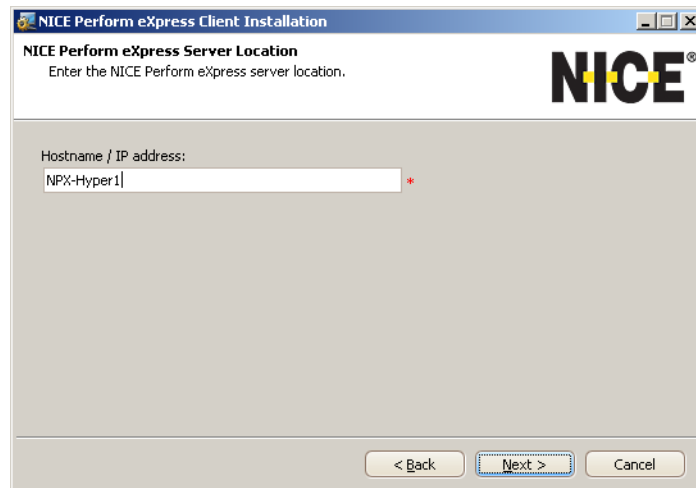 NICE Perform eXpress Client Installation
NICE Perform eXpress Server Location
Enter the NICE Perform eXpress server location.
NICE®
Hostname / IP address:
NPX-Hyper1
*
< Back
Next >
Cancel